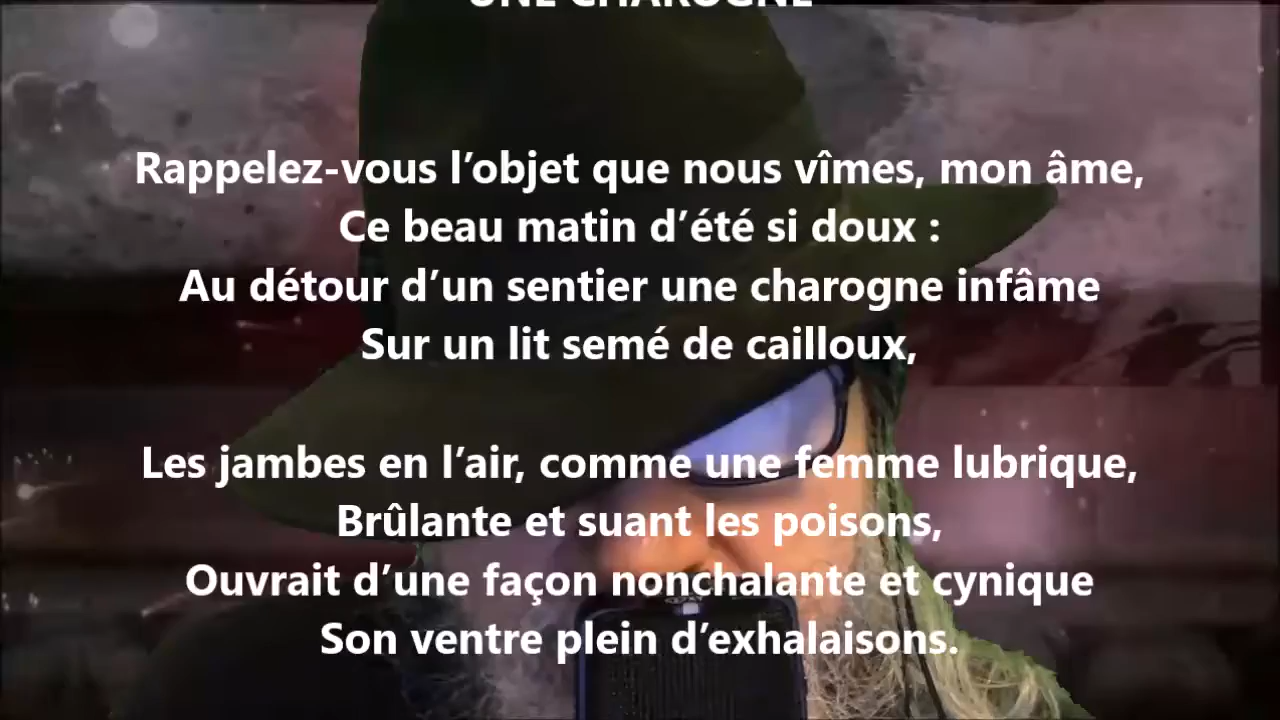 UNE CHAROGNE
Rappelez-vous l’objet que nous vîmes, mon âme,
Ce beau matin d’été si doux :
Au détour d’un sentier une charogne infâme
Sur un lit semé de cailloux,
Les jambes en l’air, comme une femme lubrique,
Brûlante et suant les poisons,
Ouvrait d’une façon nonchalante et cynique
Son ventre plein d’exhalaisons.